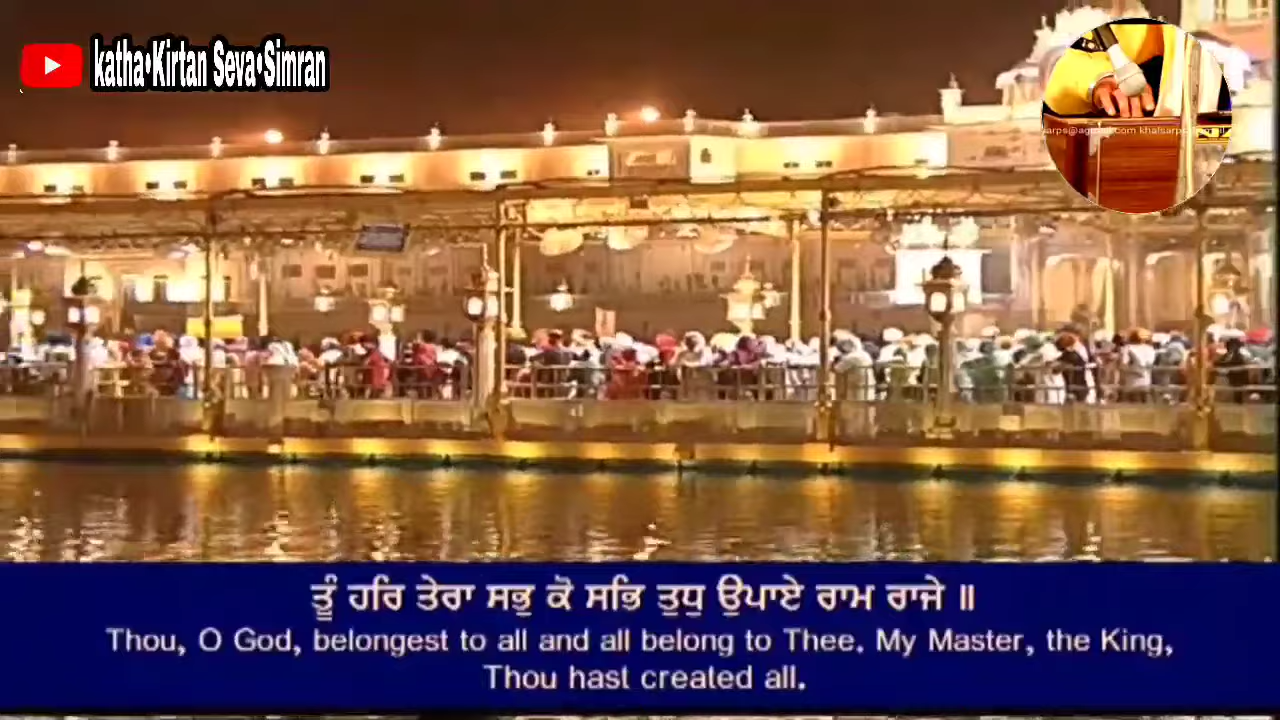 katha•Kirtan Seva•Simran
ਤੂੰ ਹਰਿ ਤੇਰਾ ਸਭੁ ਕੋ ਸਭਿ ਤੁਧੁ ਉਪਾਏ ਰਾਮ ਰਾਜੇ ॥
Thou, O God, belongest to all and all belong to Thee. My Master, the King,
Thou hast created all.